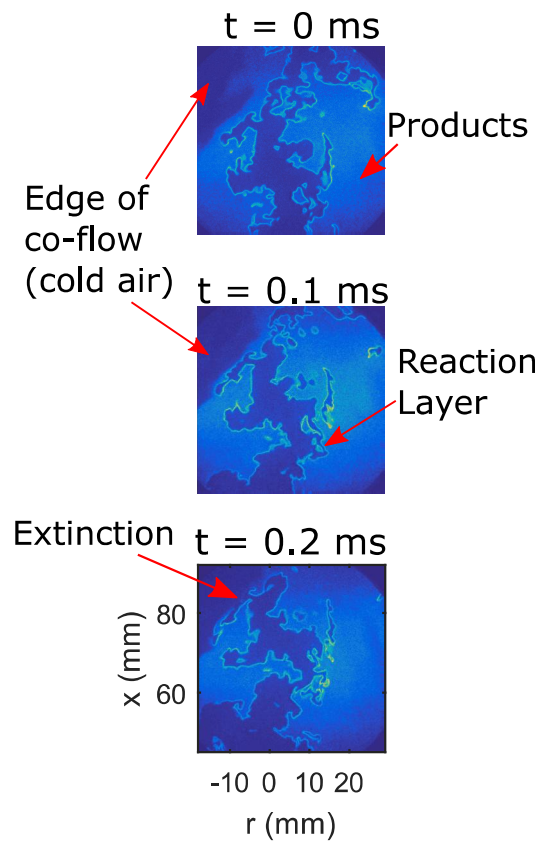 t = 0 ms
Products
Edge of
co-flow
(cold air)
t = 0.1 ms
Reaction
Layer
Extinction
t = 0.2 ms
80
60
x (mm)
-10 0 10 20
r (mm)